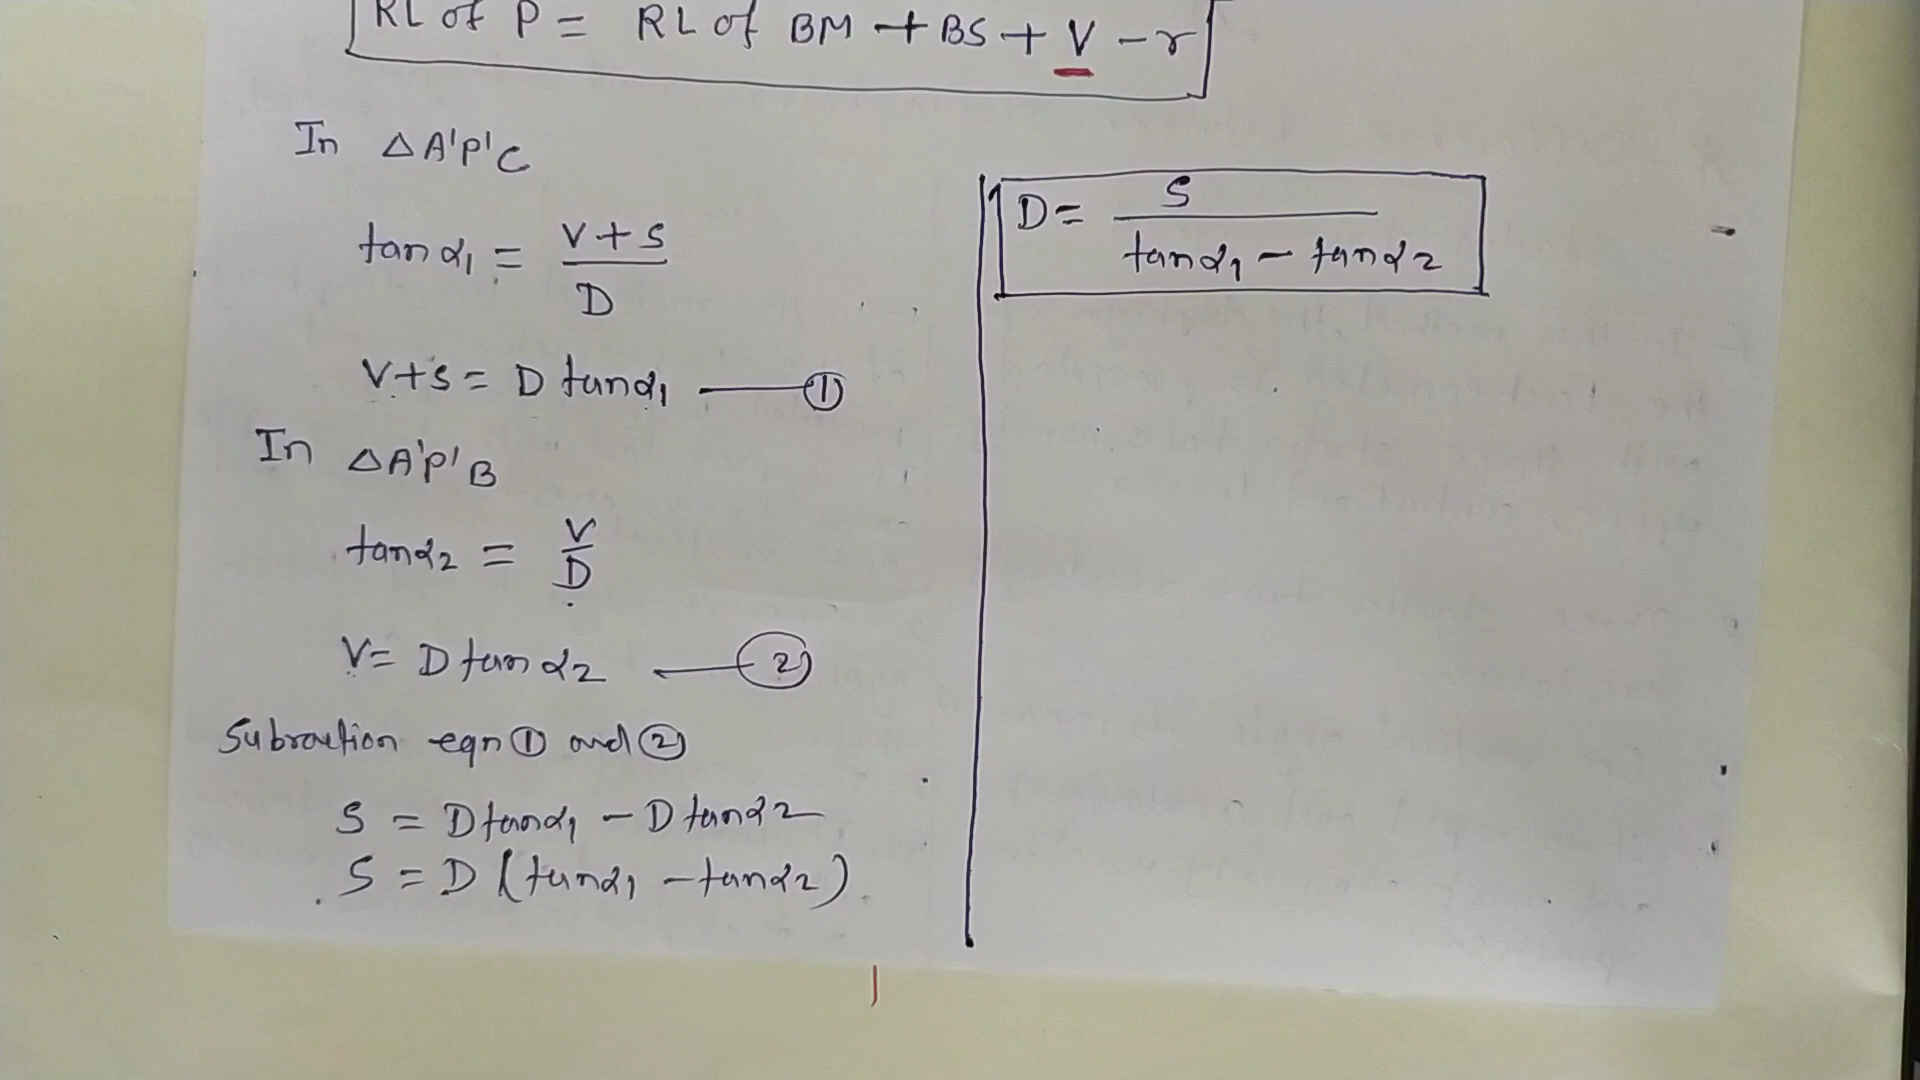 RL of P = RL of BM + BS + V - r
In △A'P'C
tan α1 = V+S / D
V+S = D tan α1 —— ①
In △A'P'B
tan α2 = V / D
V = D tan α2 —— ②
Subraction eqn ① and ②
S = D tan α1 - D tan α2
S = D (tan α1 - tan α2)
D = S / tan α1 - tan α2